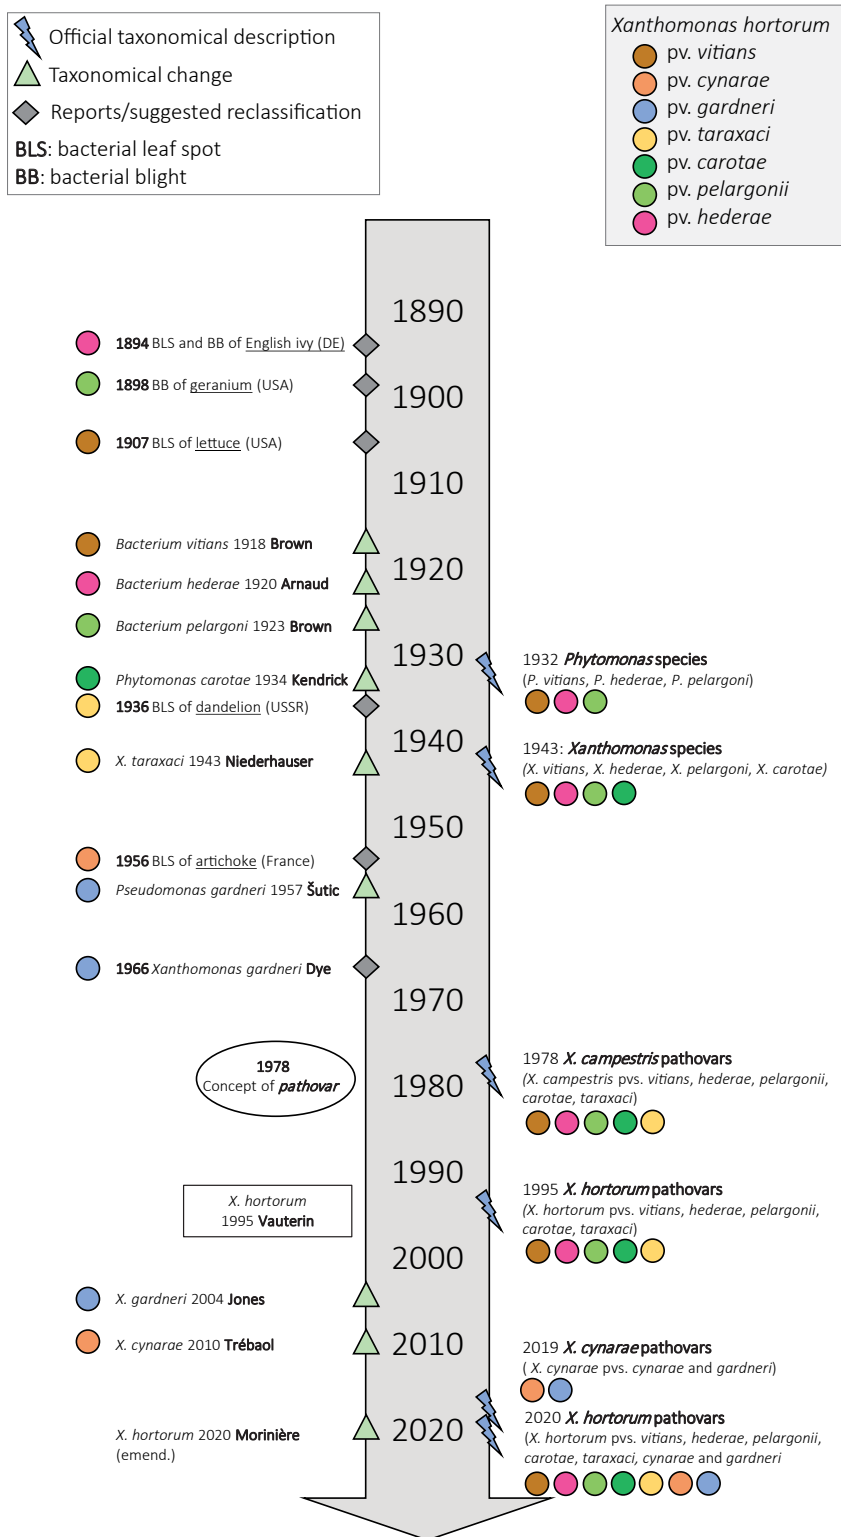 Official taxonomical description
Taxonomical change
Reports/suggested reclassification
BLS: bacterial leaf spot
BB: bacterial blight
Xanthomonas hortorum
pv. vitians
pv. cynarae
pv. gardneri
pv. taraxaci
pv. carotae
pv. pelargonii
pv. hederae
1890
1894 BLS and BB of English ivy (DE)
1898 BB of geranium (USA)
1900
1907 BLS of lettuce (USA)
1910
Bacterium vitians 1918 Brown
1920
Bacterium hederae 1920 Arnaud
Bacterium pelargoni 1923 Brown
1930
1932 Phytomonas species
(P. vitians, P. hederae, P. pelargoni)
Phytomonas carotae 1934 Kendrick
1936 BLS of dandelion (USSR)
1940
1943: Xanthomonas species
(X. vitians, X. hederae, X. pelargoni, X. carotae)
X. taraxaci 1943 Niederhauser
1950
1956 BLS of artichoke (France)
Pseudomonas gardneri 1957 Šutic
1960
1966 Xanthomonas gardneri Dye
1970
1978
Concept of pathovar
1980
1978 X. campestris pathovars
(X. campestris pvs. vitians, hederae, pelargonii,
carotae, taraxaci)
1990
X. hortorum
1995 Vauterin
1995 X. hortorum pathovars
(X. hortorum pvs. vitians, hederae, pelargonii,
carotae, taraxaci)
2000
X. gardneri 2004 Jones
2010
X. cynarae 2010 Trébaol
2019 X. cynarae pathovars
( X. cynarae pvs. cynarae and gardneri)
2020
X. hortorum 2020 Morinière
(emend.)
2020 X. hortorum pathovars
(X. hortorum pvs. vitians, hederae, pelargonii,
carotae, taraxaci, cynarae and gardneri